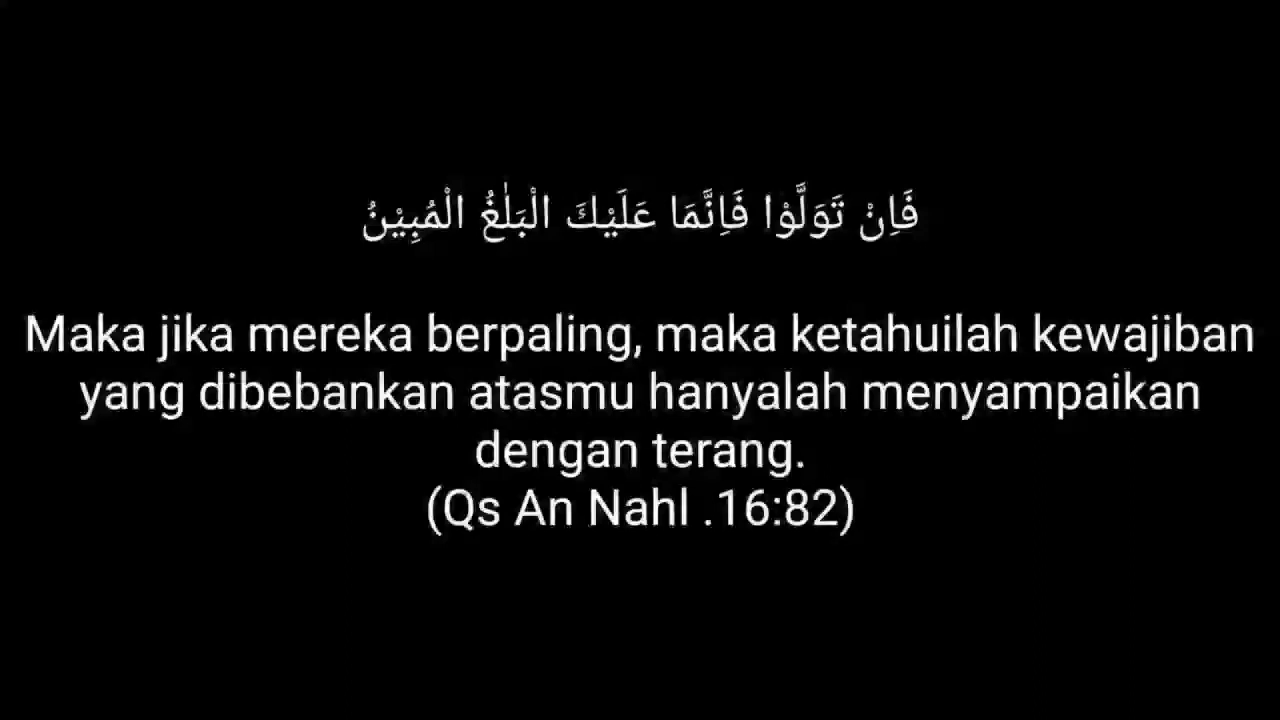 فَاِنْ تَوَلَّوْا فَاِنَّمَا عَلَيْكَ الْبَلٰغُ الْمُبِيْنُ
Maka jika mereka berpaling, maka ketahuilah kewajiban
yang dibebankan atasmu hanyalah menyampaikan
dengan terang.
(Qs An Nahl .16:82)